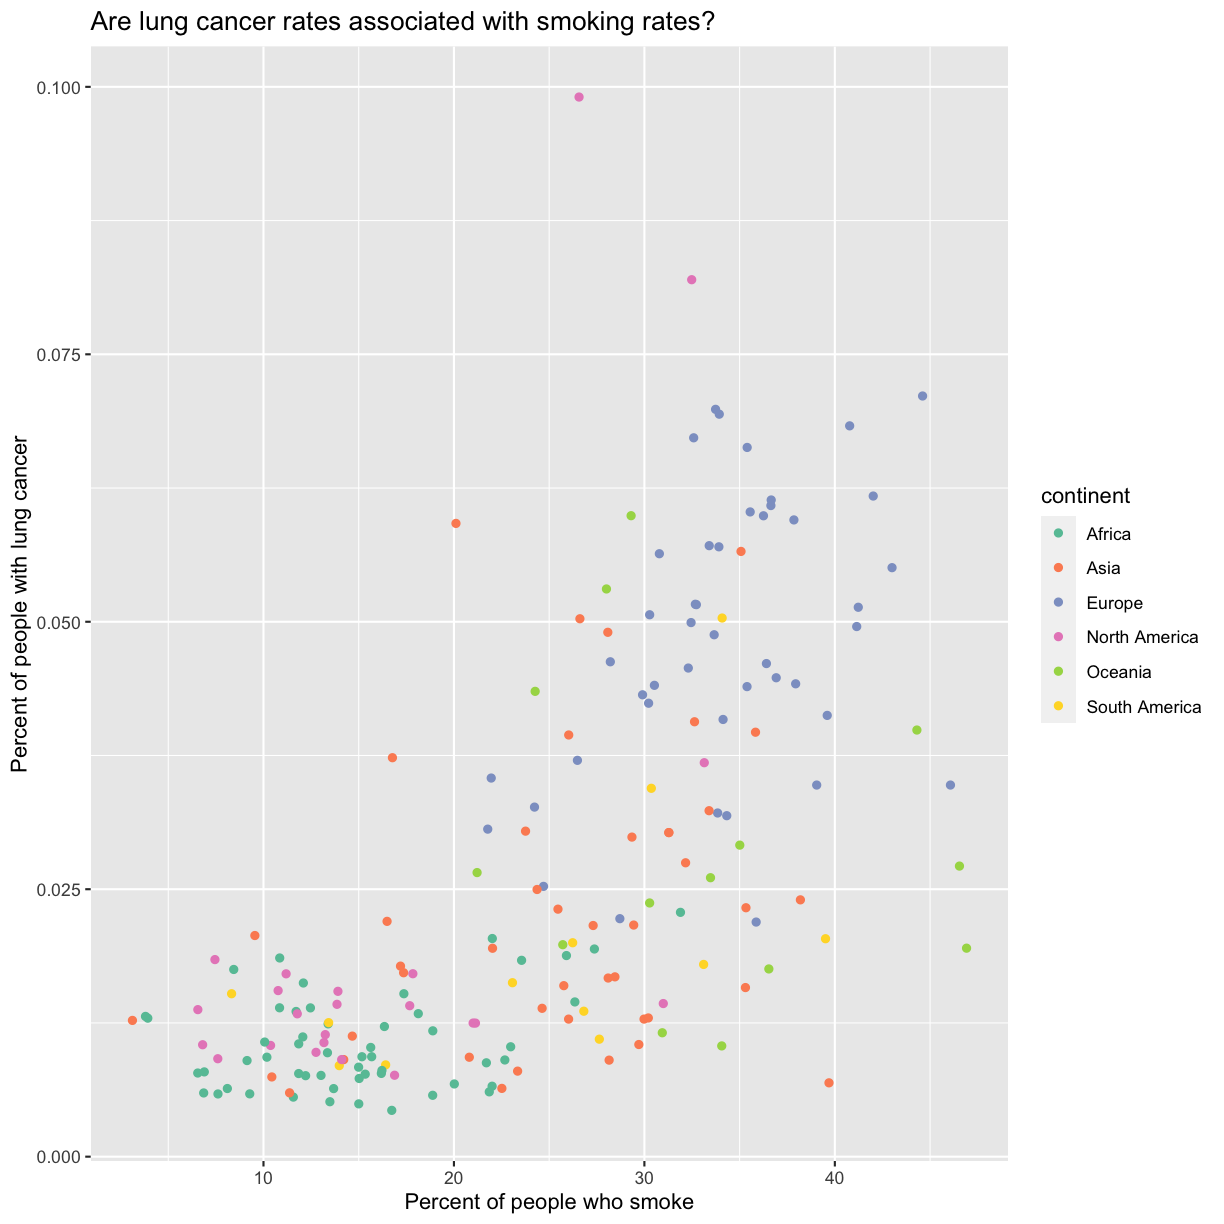 Are lung cancer rates associated with smoking rates?
0.100
0.075
0.050
0.025
0.000
Percent of people with lung cancer
10 20 30 40
Percent of people who smoke
continent
Africa
Asia
Europe
North America
Oceania
South America